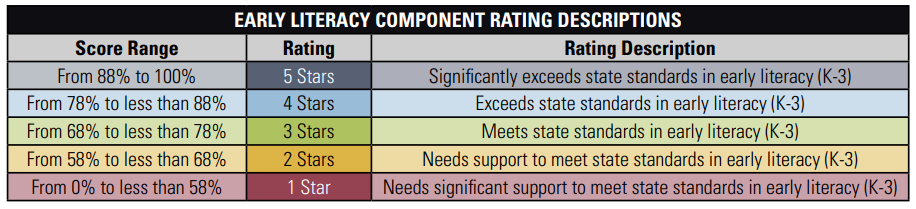 EARLY LITERACY COMPONENT RATING DESCRIPTIONS
Score Range Rating Rating Description
From 88% to 100% 5 Stars Significantly exceeds state standards in early literacy (K-3)
From 78% to less than 88% 4 Stars Exceeds state standards in early literacy (K-3)
From 68% to less than 78% 3 Stars Meets state standards in early literacy (K-3)
From 58% to less than 68% 2 Stars Needs support to meet state standards in early literacy (K-3)
From 0% to less than 58% 1 Star Needs significant support to meet state standards in early literacy (K-3)